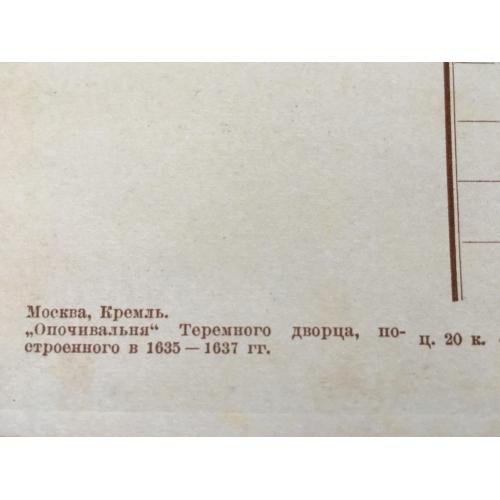 Москва, Кремль.
„Опочивальня“ Теремного дворца, по-
строенного в 1635 — 1637 гг.
ц. 20 к.